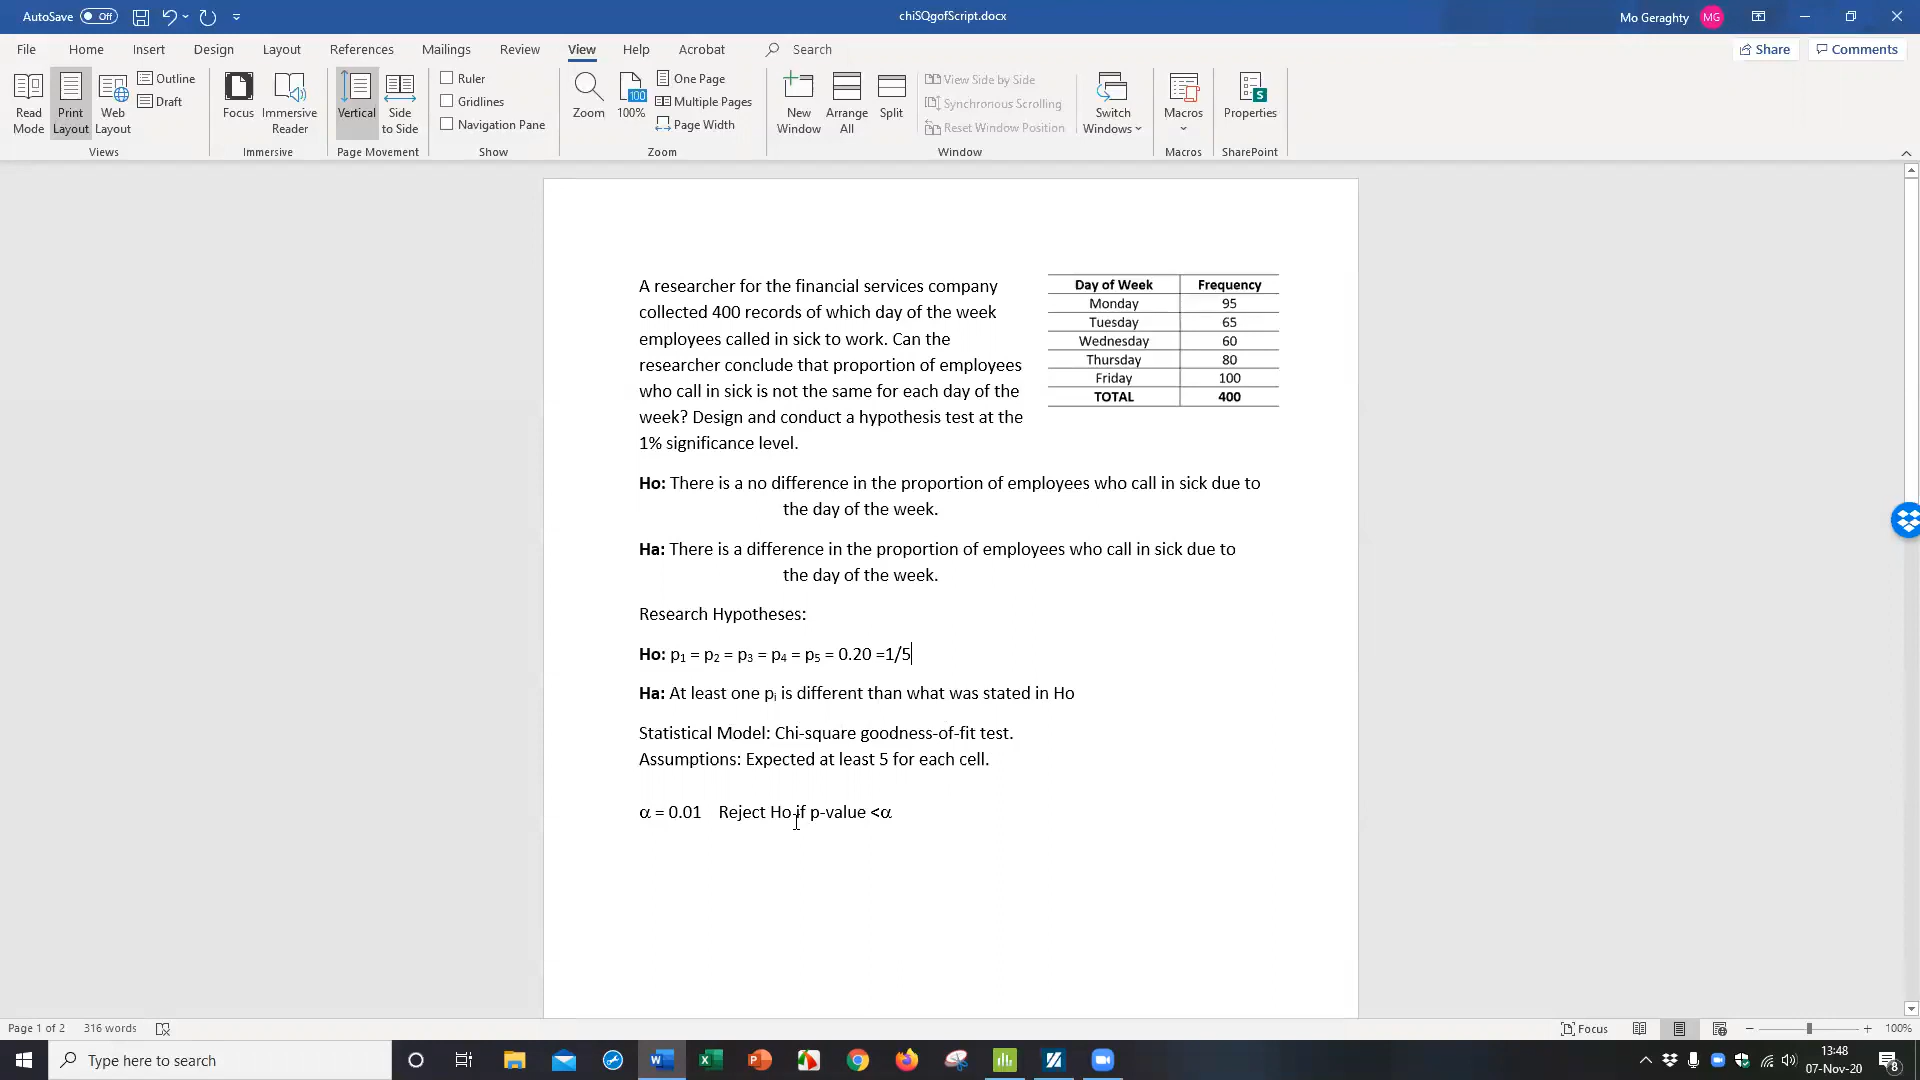 AutoSave Off
chiSQgofScript.docx
Mo Geraghty MG
File Home Insert Design Layout References Mailings Review View Help Acrobat Search
Share Comments
Read Mode
Print Layout
Web Layout
Outline
Draft
Views
Focus
Immersive Reader
Immersive
Vertical
Side to Side
Page Movement
Ruler
Gridlines
Navigation Pane
Show
Zoom
100
100%
One Page
Multiple Pages
Page Width
Zoom
New Window
Arrange All
Split
View Side by Side
Synchronous Scrolling
Reset Window Position
Switch Windows
Window
Macros
Macros
Properties
SharePoint
A researcher for the financial services company
collected 400 records of which day of the week
employees called in sick to work. Can the
researcher conclude that proportion of employees
who call in sick is not the same for each day of the
week? Design and conduct a hypothesis test at the
1% significance level.
Day of Week Frequency
Monday 95
Tuesday 65
Wednesday 60
Thursday 80
Friday 100
TOTAL 400
Ho: There is a no difference in the proportion of employees who call in sick due to
the day of the week.
Ha: There is a difference in the proportion of employees who call in sick due to
the day of the week.
Research Hypotheses:
Ho: p₁ = p₂ = p₃ = p₄ = p₅ = 0.20 =1/5
Ha: At least one pᵢ is different than what was stated in Ho
Statistical Model: Chi-square goodness-of-fit test.
Assumptions: Expected at least 5 for each cell.
α = 0.01 Reject Ho if p-value <α
Page 1 of 2 316 words
Focus
100%
Type here to search
13:48
07-Nov-20
8